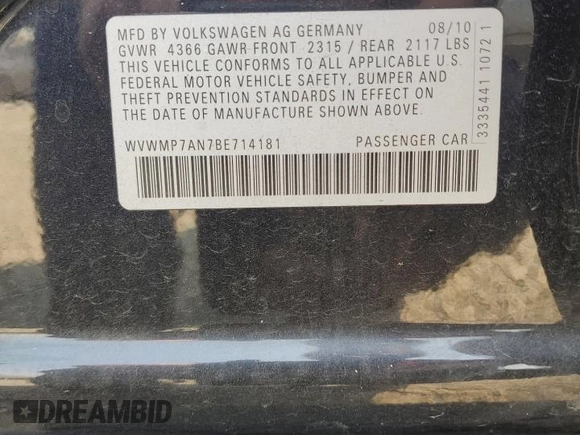 MFD BY VOLKSWAGEN AG GERMANY 08/10
GVWR 4366 GAWR FRONT 2315 / REAR 2117 LBS
THIS VEHICLE CONFORMS TO ALL APPLICABLE U.S.
FEDERAL MOTOR VEHICLE SAFETY, BUMPER AND
THEFT PREVENTION STANDARDS IN EFFECT ON
THE DATE OF MANUFACTURE SHOWN ABOVE.
WVWMP7AN7BE714181 PASSENGER CAR
3335441 1072 1
DREAMBID